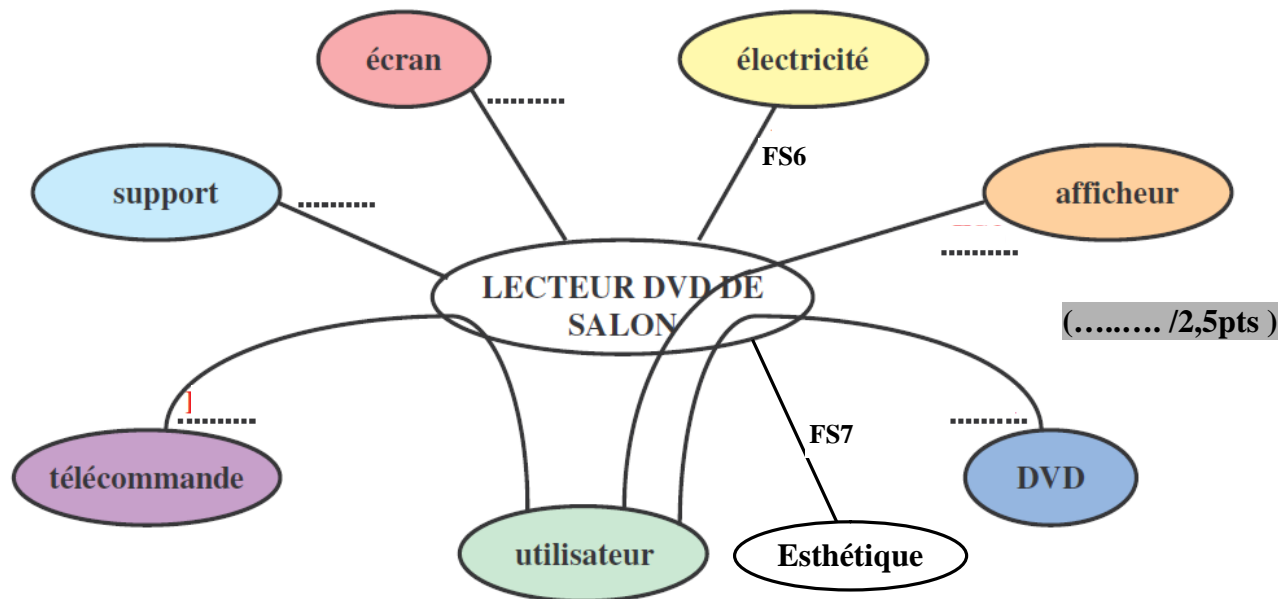 écran
électricité
..........
FS6
support
..........
afficheur
..........
LECTEUR DVD DE
SALON
(…..…. /2,5pts )
]
..........
..........
FS7
télécommande
DVD
utilisateur
Esthétique